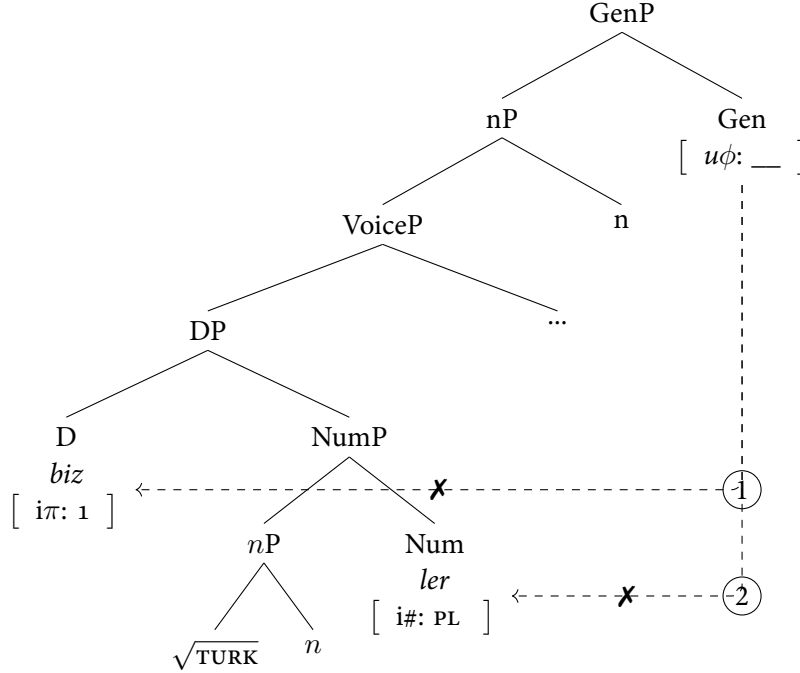 GenP
nP Gen
[ uϕ: __ ]
VoiceP n
DP ...
D NumP
biz
[ iπ: 1 ] ✗ 1
nP Num
ler
[ i#: PL ] ✗ 2
√TURK n